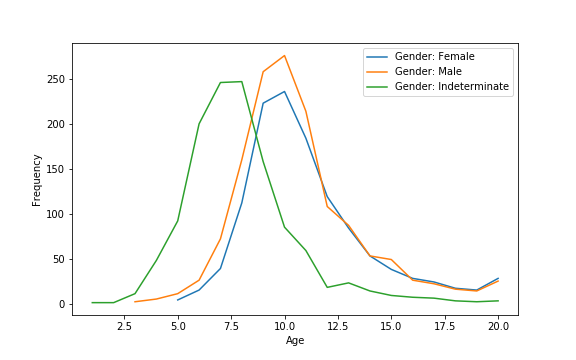 Gender: Female
Gender: Male
Gender: Indeterminate
Frequency
250
200
150
100
50
0
2.5 5.0 7.5 10.0 12.5 15.0 17.5 20.0
Age